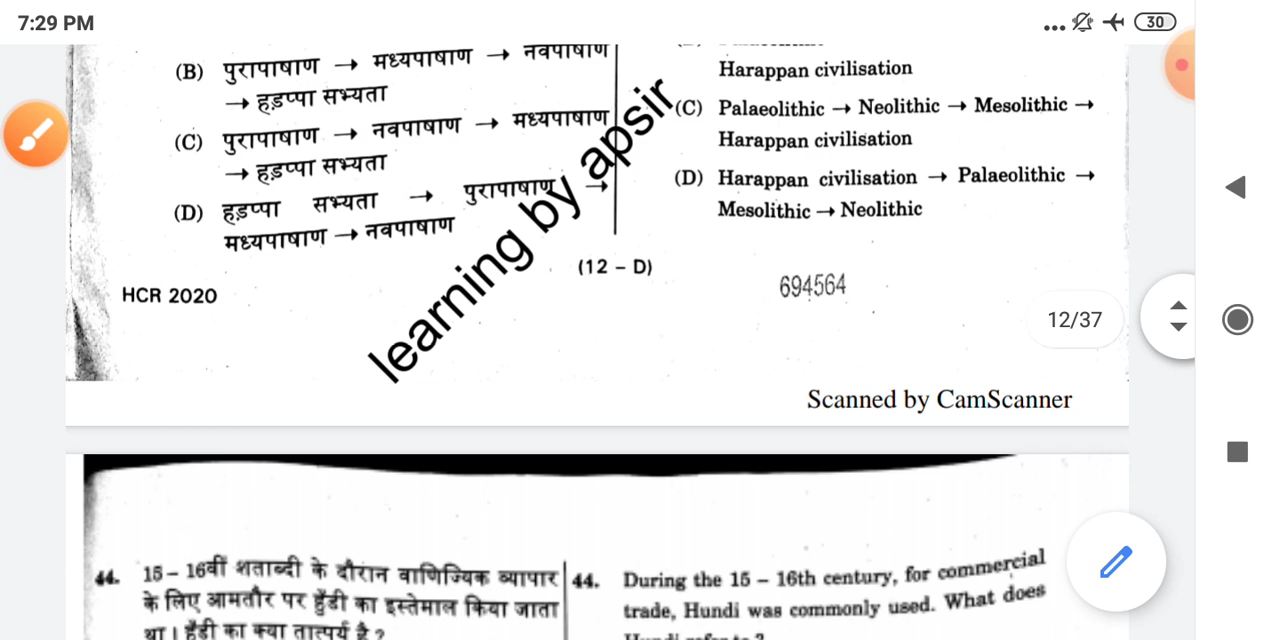 7:29 PM
30
(B) पुरापाषाण → मध्यपाषाण → नवपाषाण
→ हड़प्पा सभ्यता
(C) पुरापाषाण → नवपाषाण → मध्यपाषाण
→ हड़प्पा सभ्यता
(D) हड़प्पा सभ्यता → पुरापाषाण →
मध्यपाषाण → नवपाषाण
Harappan civilisation
(C) Palaeolithic → Neolithic → Mesolithic →
Harappan civilisation
(D) Harappan civilisation → Palaeolithic →
Mesolithic → Neolithic
learning by apsir
HCR 2020
(12 – D)
694564
12/37
Scanned by CamScanner
44. 15 – 16वीं शताब्दी के दौरान वाणिज्यिक व्यापार
के लिए आमतौर पर हुँडी का इस्तेमाल किया जाता
था । हुँडी का क्या तात्पर्य है ?
44. During the 15 – 16th century, for commercial
trade, Hundi was commonly used. What does
Hundi refer to ?